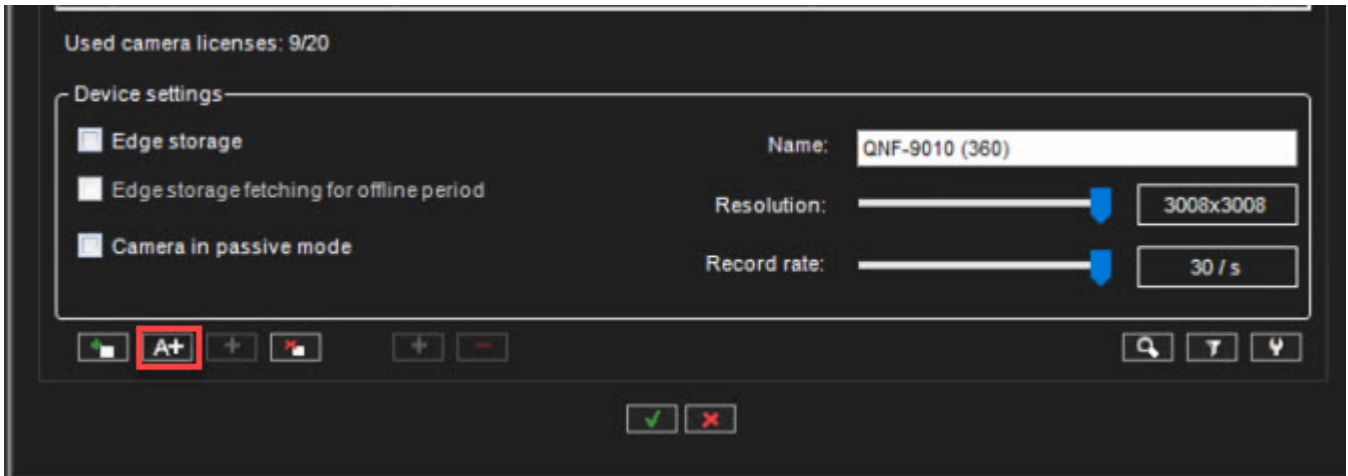 Used camera licenses: 9/20
Device settings
Edge storage
Name: QNF-9010 (360)
Edge storage fetching for offline period
Resolution: 3008x3008
Camera in passive mode
Record rate: 30 / s
A+